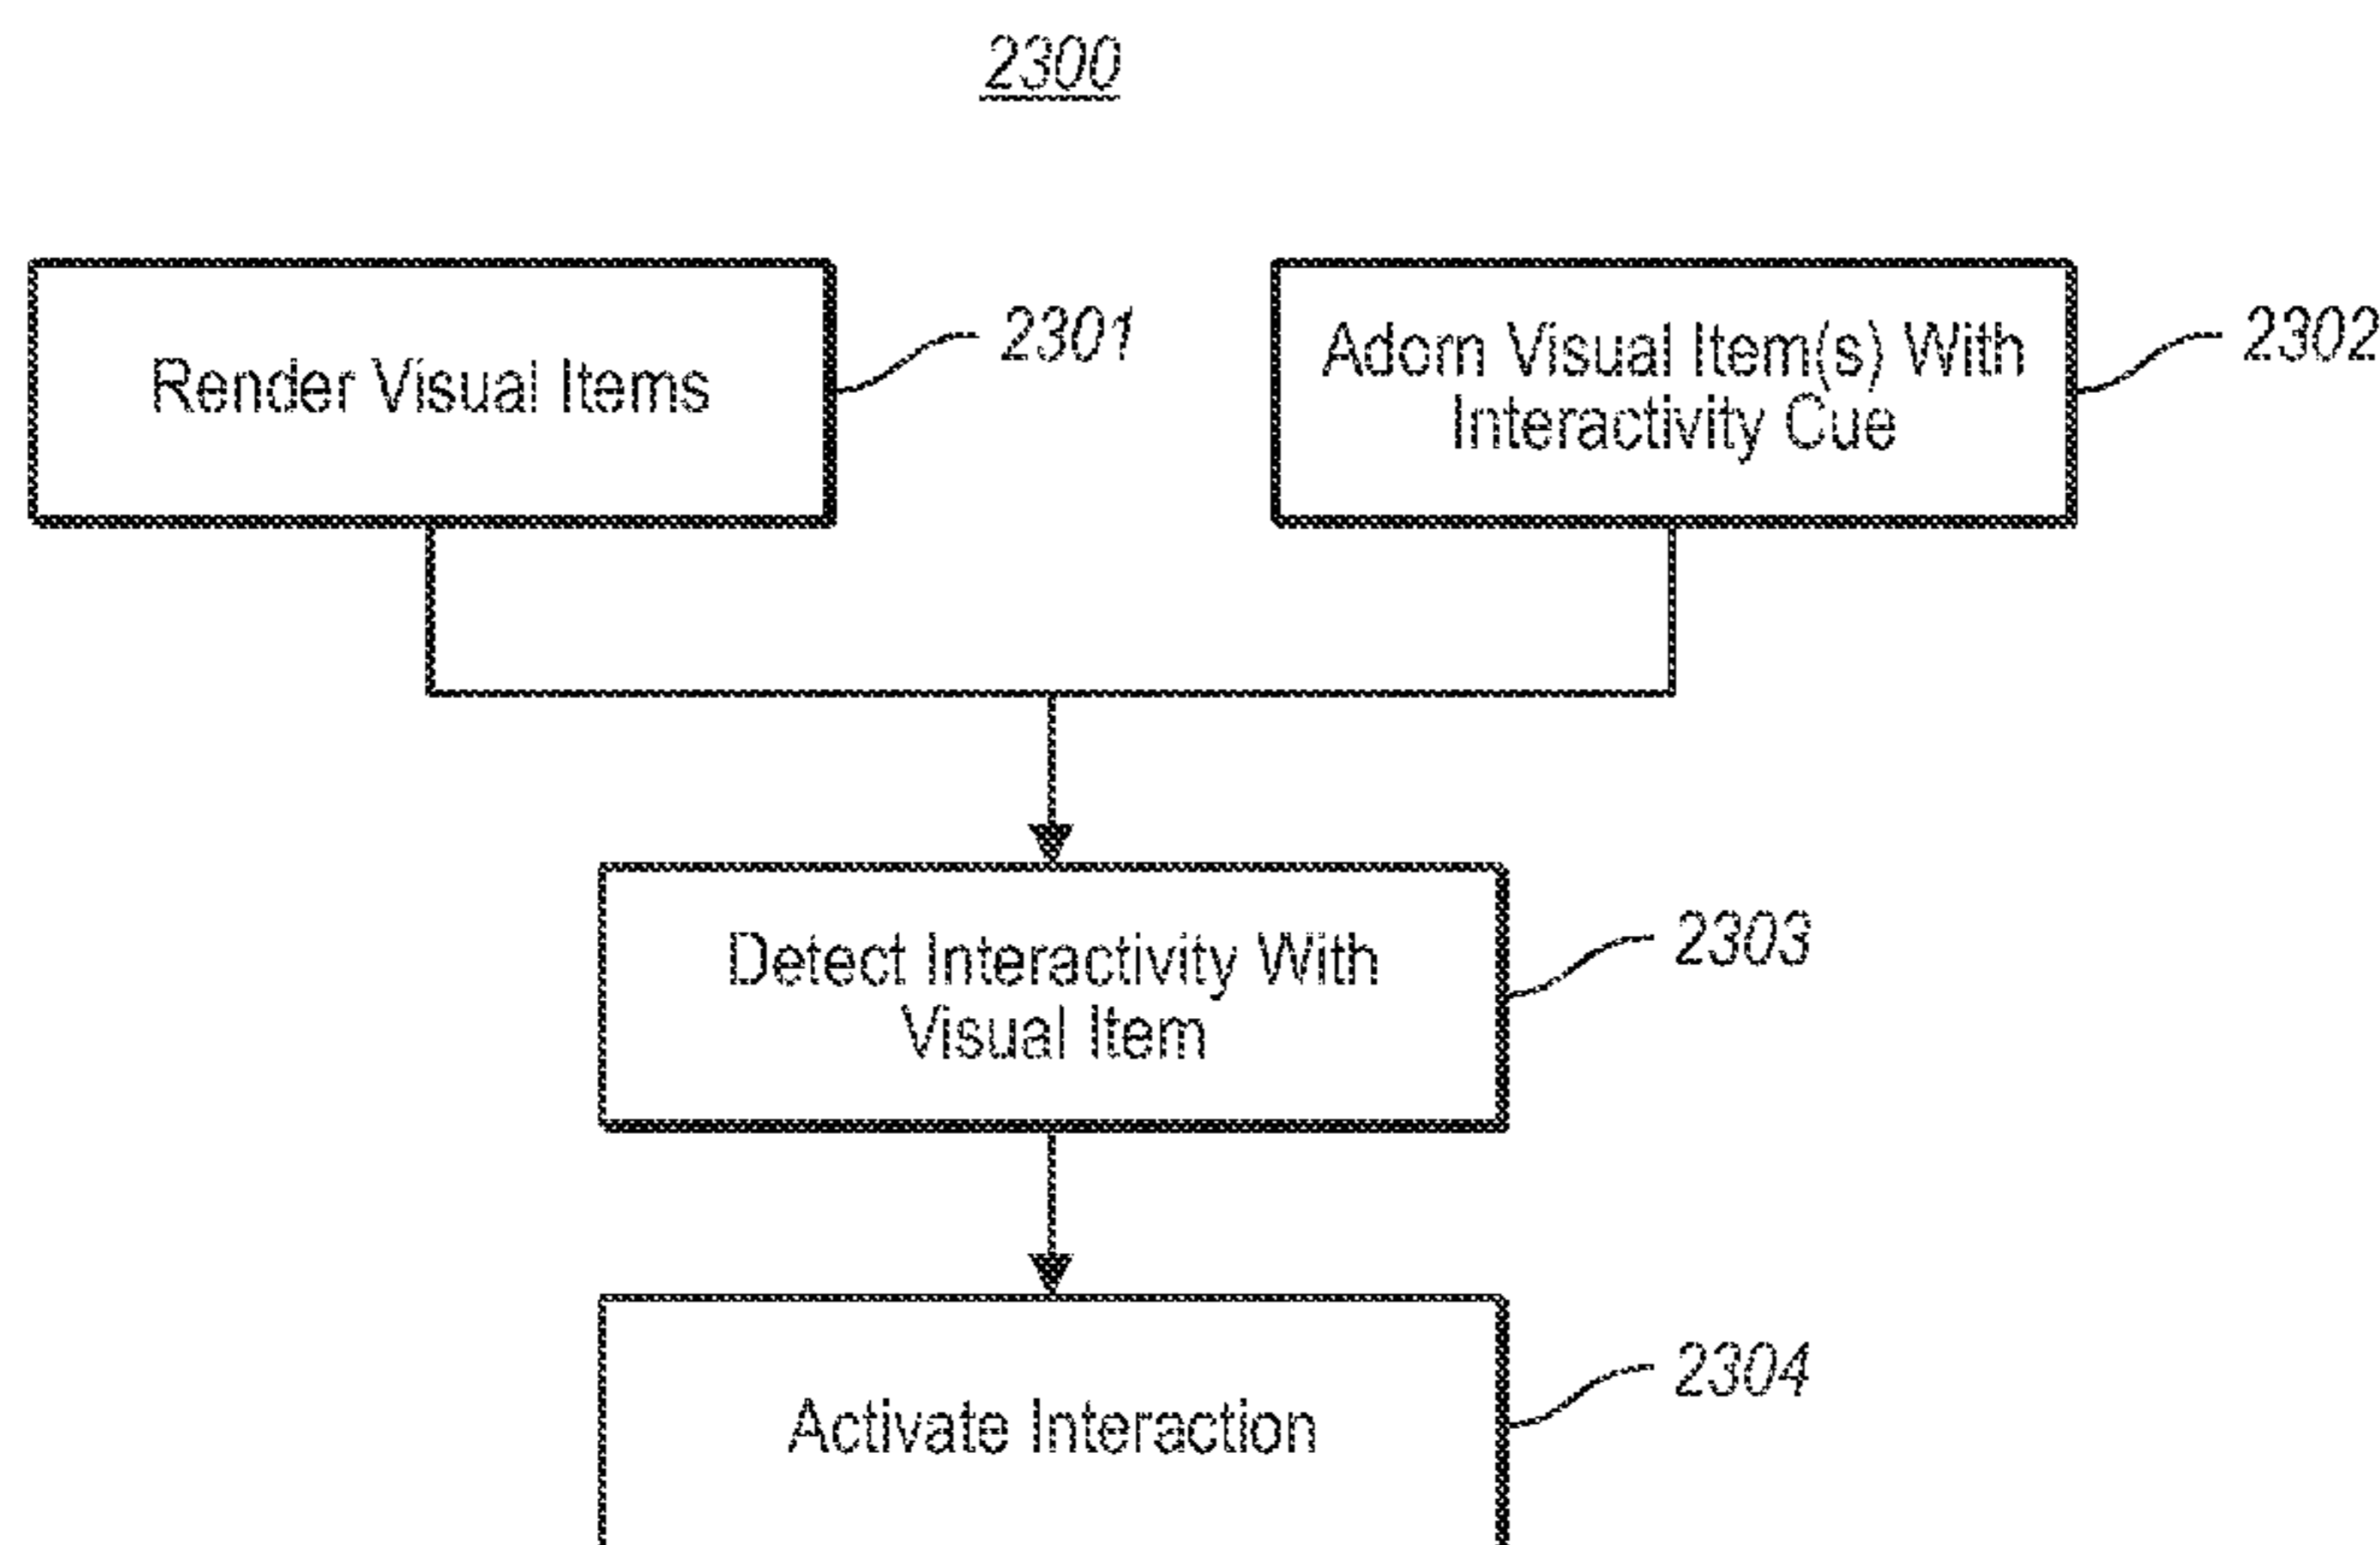 2300
Render Visual Items
2301
Adorn Visual Item(s) With
Interactivity Cue
2302
Detect Interactivity With
Visual Item
2303
Activate Interaction
2304